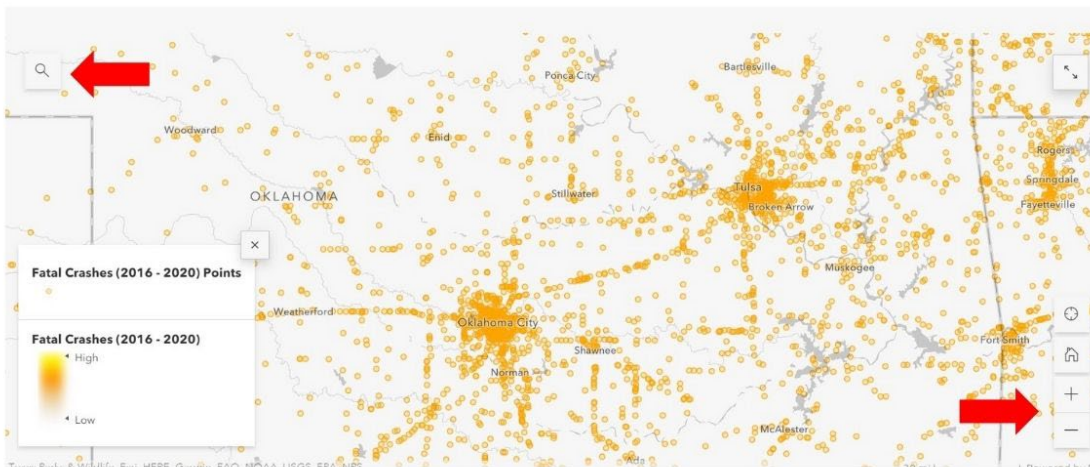 Ponca City
Bartlesville
Woodward
Enid
Rogers
Springdale
OKLAHOMA
Stillwater
Tulsa
Broken Arrow
Fayetteville
Fatal Crashes (2016 - 2020) Points
Muskogee
Weatherford
Oklahoma City
Fatal Crashes (2016 - 2020)
High
Shawnee
Fort Smith
Norman
Low
McAlester
Ada